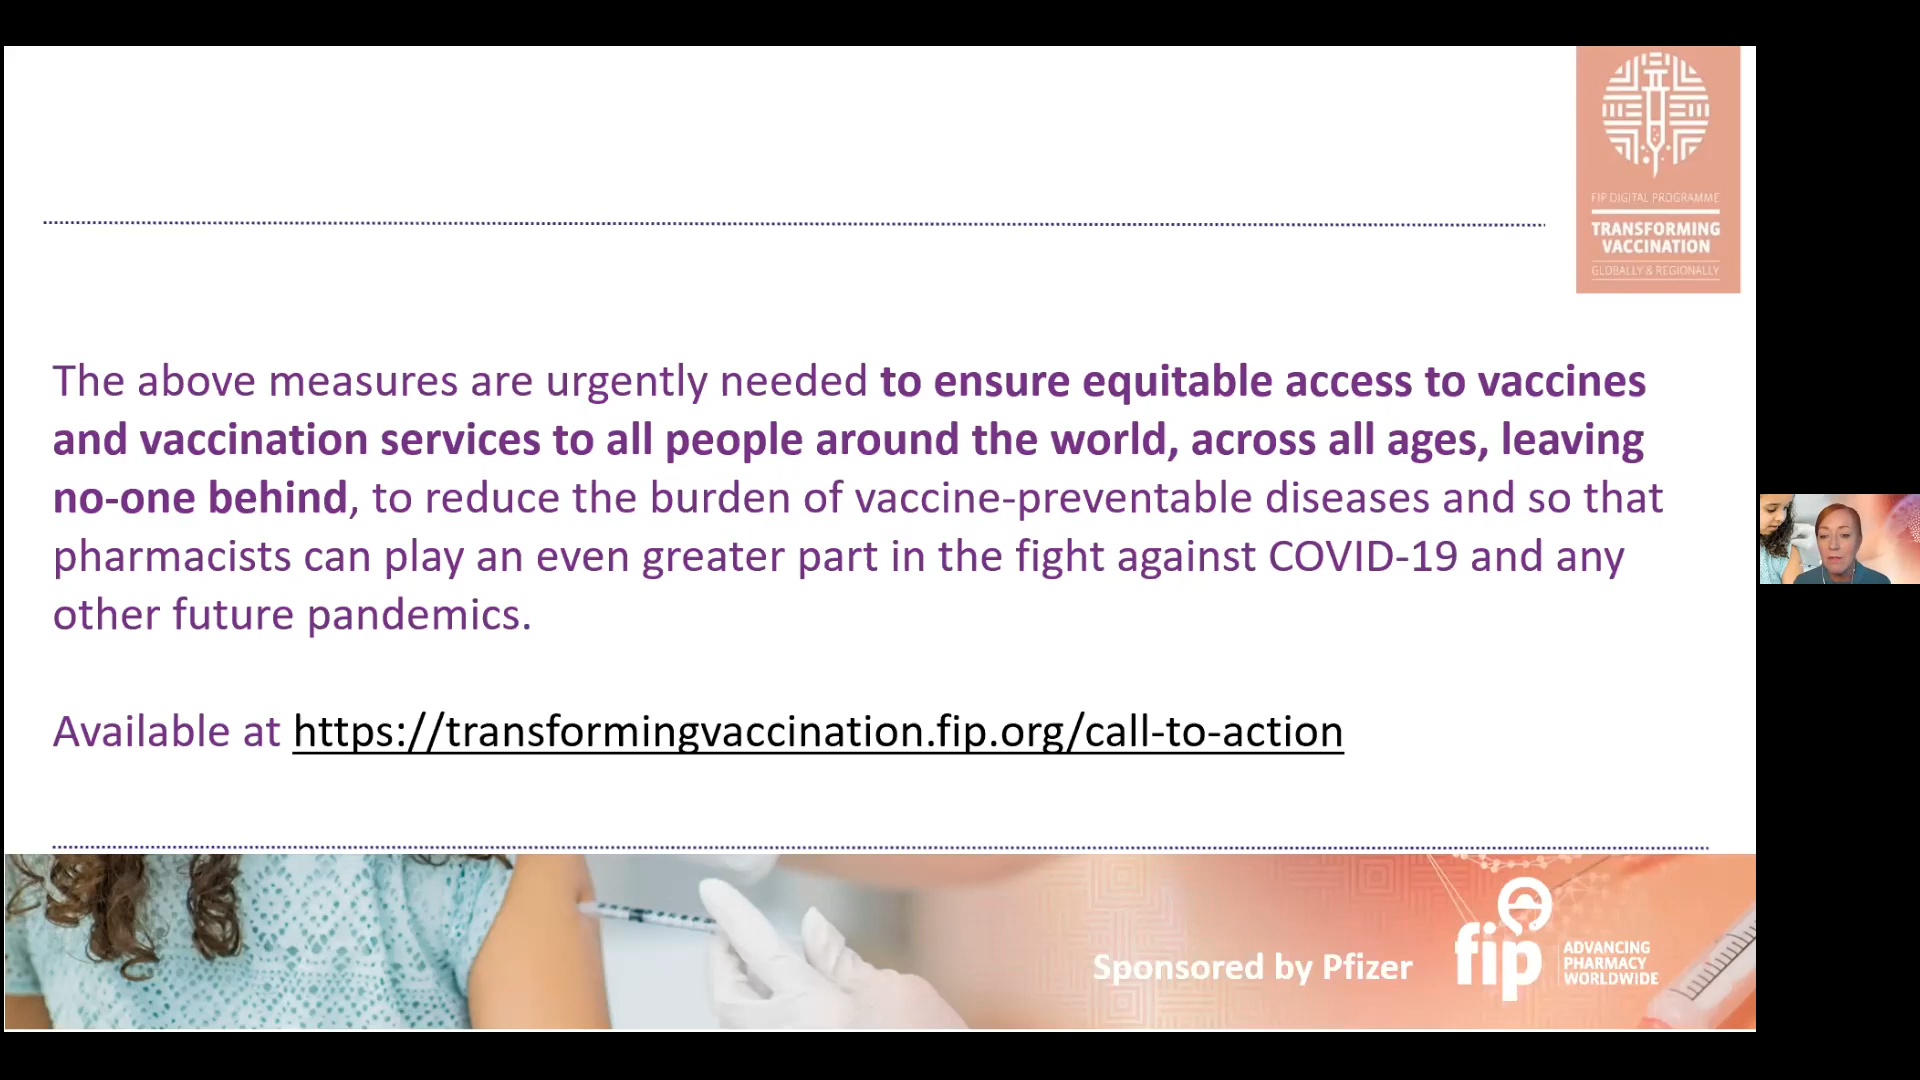 FIP DIGITAL PROGRAMME
TRANSFORMING
VACCINATION
GLOBALLY & REGIONALLY
The above measures are urgently needed to ensure equitable access to vaccines
and vaccination services to all people around the world, across all ages, leaving
no-one behind, to reduce the burden of vaccine-preventable diseases and so that
pharmacists can play an even greater part in the fight against COVID-19 and any
other future pandemics.
Available at https://transformingvaccination.fip.org/call-to-action
Sponsored by Pfizer
fip
ADVANCING
PHARMACY
WORLDWIDE